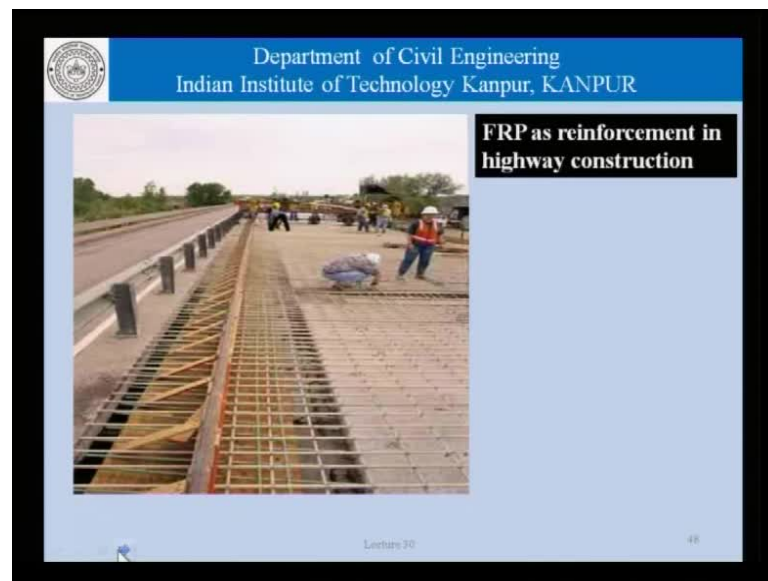 Department of Civil Engineering
Indian Institute of Technology Kanpur, KANPUR
FRP as reinforcement in
highway construction
Lecture 30
48